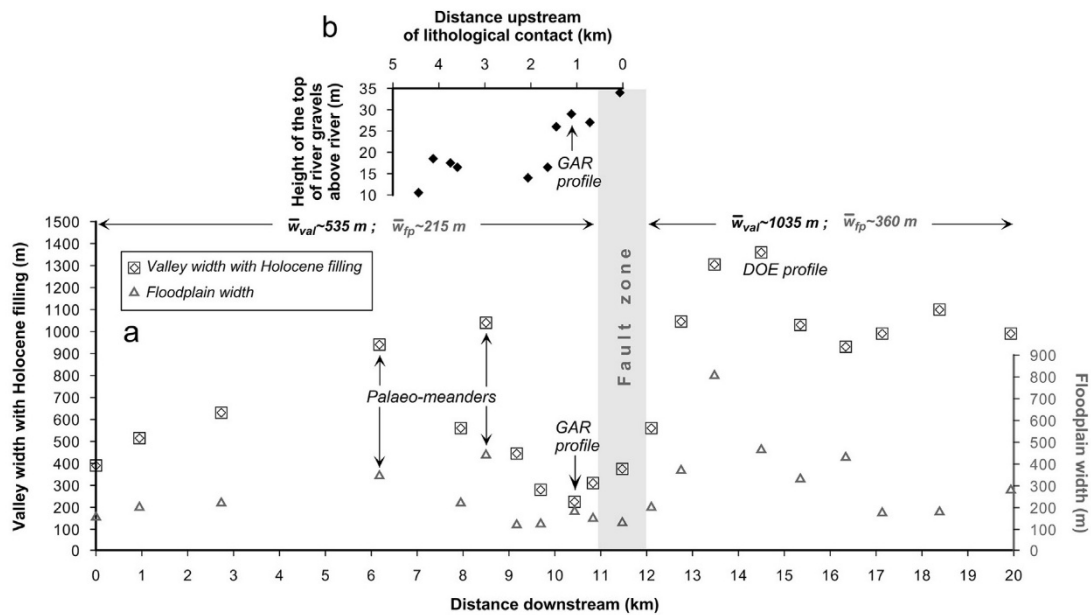 b
Distance upstream
of lithological contact (km)
5 4 3 2 1 0
Height of the top
of river gravels
above river (m)
35
30
25
20
15
10
GAR
profile
w̅val~535 m ; w̅fp~215 m
w̅val~1035 m ; w̅fp~360 m
Valley width with Holocene filling
Floodplain width
a
Palaeo-meanders
GAR
profile
Fault zone
DOE profile
Valley width with Holocene filling (m)
1500
1400
1300
1200
1100
1000
900
800
700
600
500
400
300
200
100
0
900
800
700
600
500
400
300
200
100
0
Floodplain width
(m)
0 1 2 3 4 5 6 7 8 9 10 11 12 13 14 15 16 17 18 19 20
Distance downstream (km)